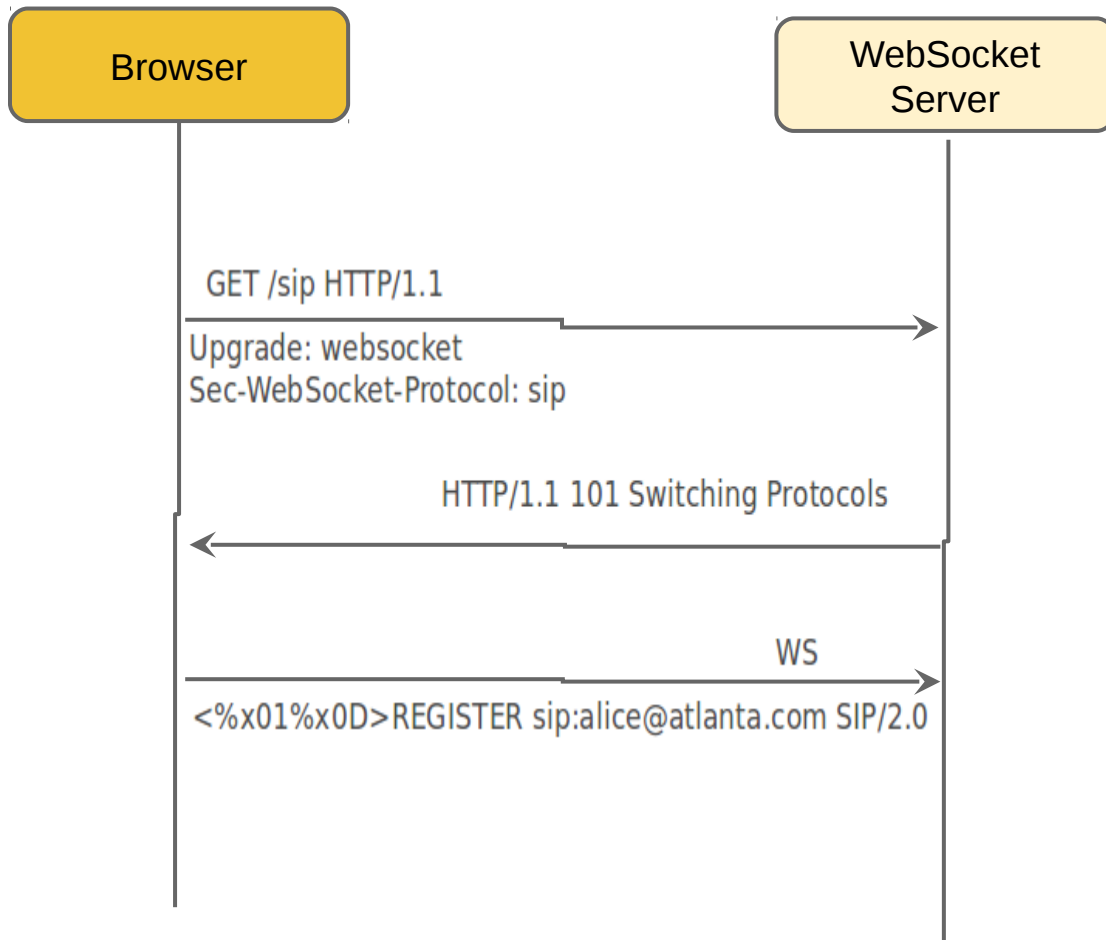 Browser
WebSocket
Server
GET /sip HTTP/1.1
Upgrade: websocket
Sec-WebSocket-Protocol: sip
HTTP/1.1 101 Switching Protocols
WS
<%x01%x0D>REGISTER sip:alice@atlanta.com SIP/2.0